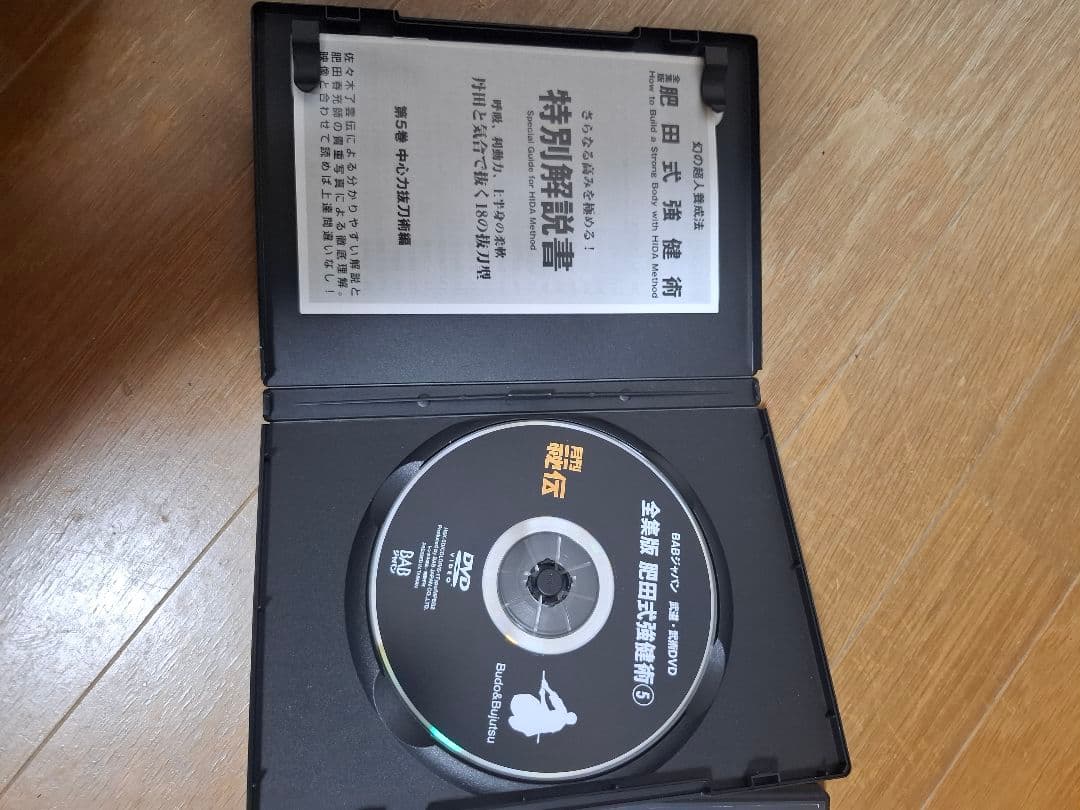 幻の超人養成法
全集版 肥田式強健術
How to Build a Strong Body with HIDA Method
さらなる高みを極める!
特別解説書
Special Guide for HIDA Method
呼吸、利動力、上半身の柔軟
丹田と気合で抜く18の抜刀型
第5巻 中心力抜刀術編
佐々木了雲伝による分かりやすい解説と
肥田春充師の貴重写真による徹底理解。
映像と合わせて読めば上達間違いなし!
BABジャパン 武道・武術DVD
全集版 肥田式強健術⑤
月刊
秘伝
DVD
VIDEO
BAB
Budo&Bujutsu